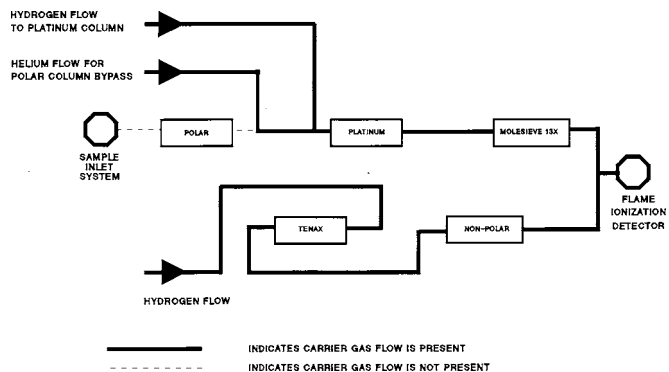 HYDROGEN FLOW
TO PLATINUM COLUMN
HELIUM FLOW FOR
POLAR COLUMN BYPASS
POLAR
PLATINUM
MOLESIEVE 13X
SAMPLE
INLET
SYSTEM
FLAME
IONIZATION
DETECTOR
TENAX
NON-POLAR
HYDROGEN FLOW
INDICATES CARRIER GAS FLOW IS PRESENT
INDICATES CARRIER GAS FLOW IS NOT PRESENT